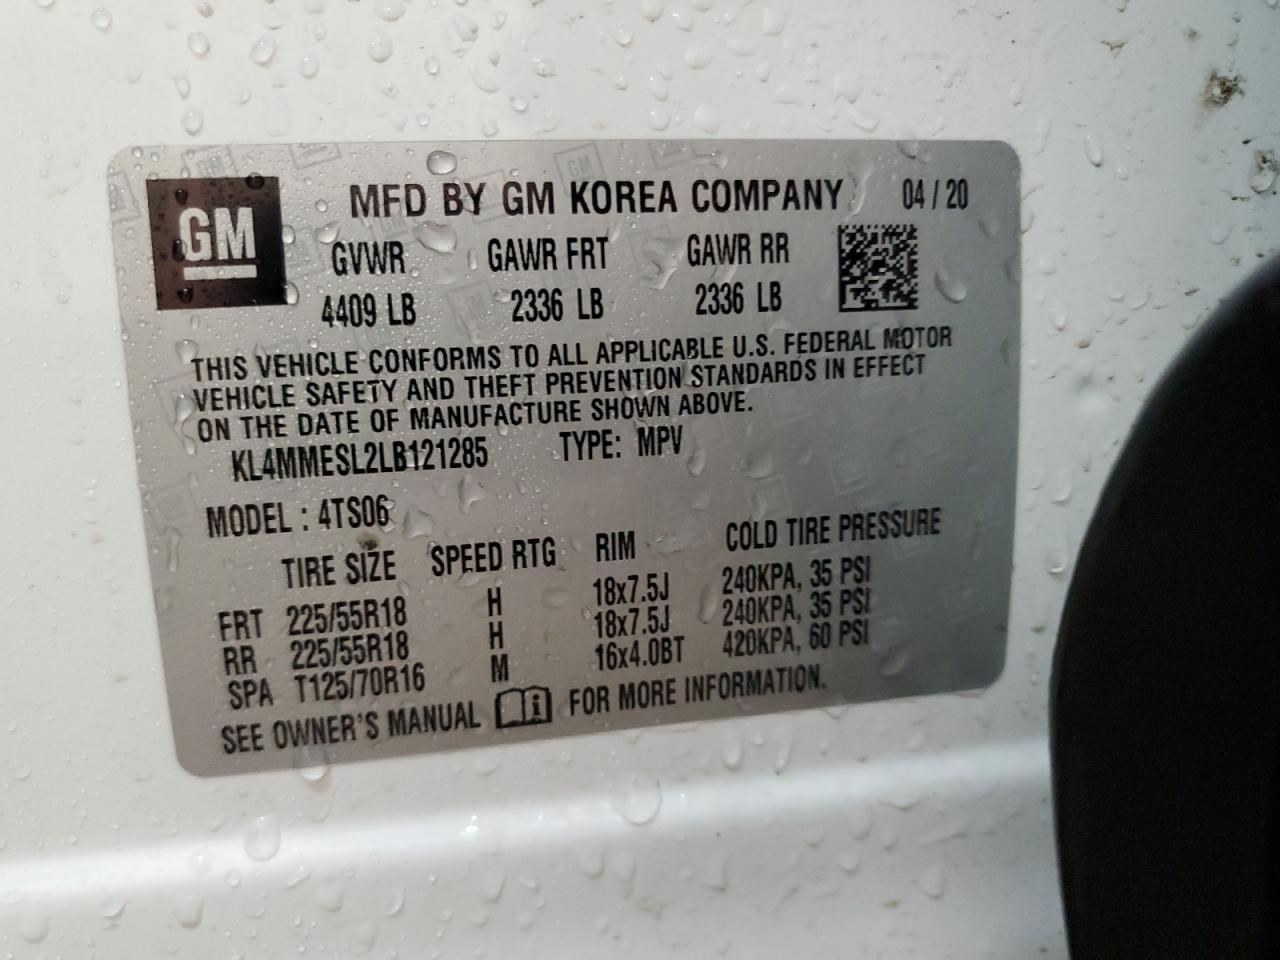 GM
MFD BY GM KOREA COMPANY 04 / 20
GVWR GAWR FRT GAWR RR
4409 LB 2336 LB 2336 LB
THIS VEHICLE CONFORMS TO ALL APPLICABLE U.S. FEDERAL MOTOR
VEHICLE SAFETY AND THEFT PREVENTION STANDARDS IN EFFECT
ON THE DATE OF MANUFACTURE SHOWN ABOVE.
KL4MMESL2LB121285 TYPE: MPV
MODEL : 4TS06
TIRE SIZE SPEED RTG RIM COLD TIRE PRESSURE
FRT 225/55R18 H 18x7.5J 240KPA, 35 PSI
RR 225/55R18 H 18x7.5J 240KPA, 35 PSI
SPA T125/70R16 M 16x4.0BT 420KPA, 60 PSI
SEE OWNER'S MANUAL i FOR MORE INFORMATION.